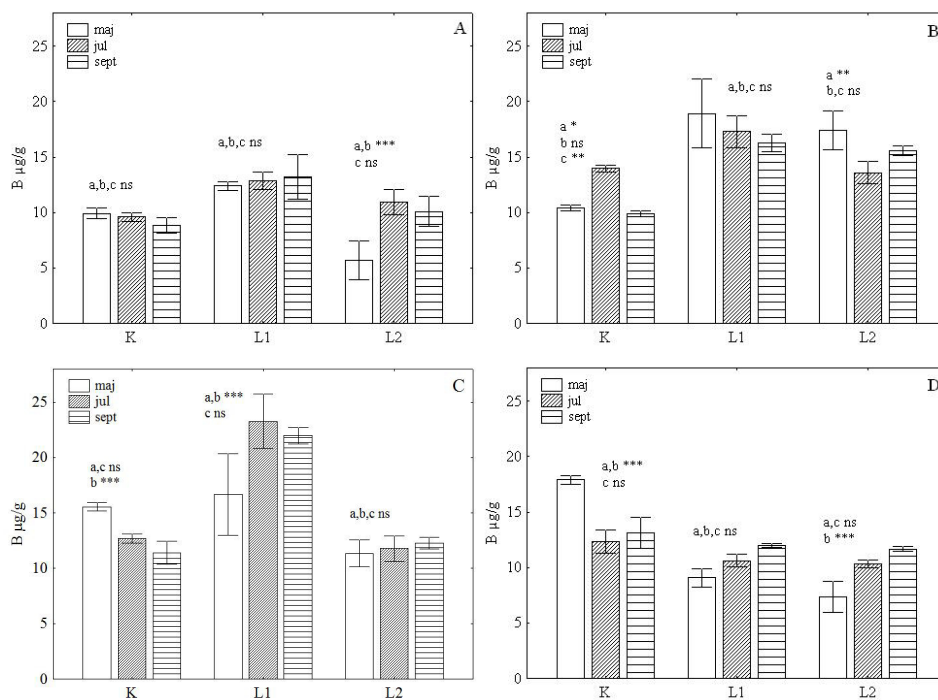 A
maj
jul
sept
25
20
15
10
5
0
B µg/g
a,b,c ns
a,b,c ns
a,b ***
c ns
K L1 L2
B
maj
jul
sept
25
20
15
10
5
0
B µg/g
a *
b ns
c **
a,b,c ns
a **
b,c ns
K L1 L2
C
maj
jul
sept
25
20
15
10
5
0
B µg/g
a,c ns
b ***
a,b ***
c ns
a,b,c ns
K L1 L2
D
maj
jul
sept
25
20
15
10
5
0
B µg/g
a,b ***
c ns
a,b,c ns
a,c ns
b ***
K L1 L2